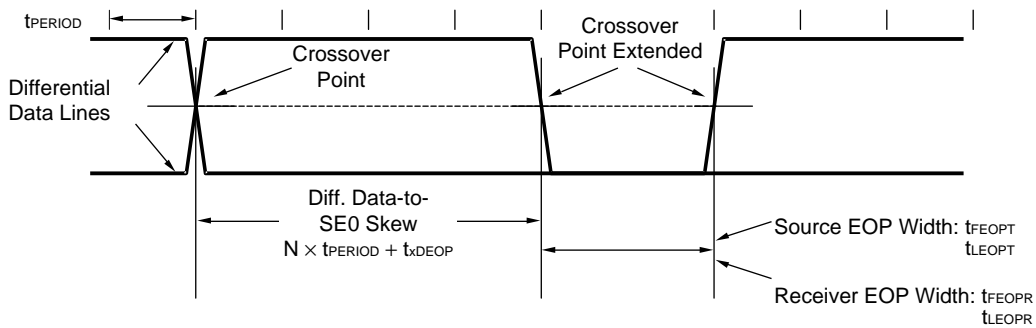 tPERIOD
Crossover
Point
Crossover
Point Extended
Differential
Data Lines
Diff. Data-to-
SE0 Skew
N × tPERIOD + txDEOP
Source EOP Width: tFEOPT
tLEOPT
Receiver EOP Width: tFEOPR
tLEOPR